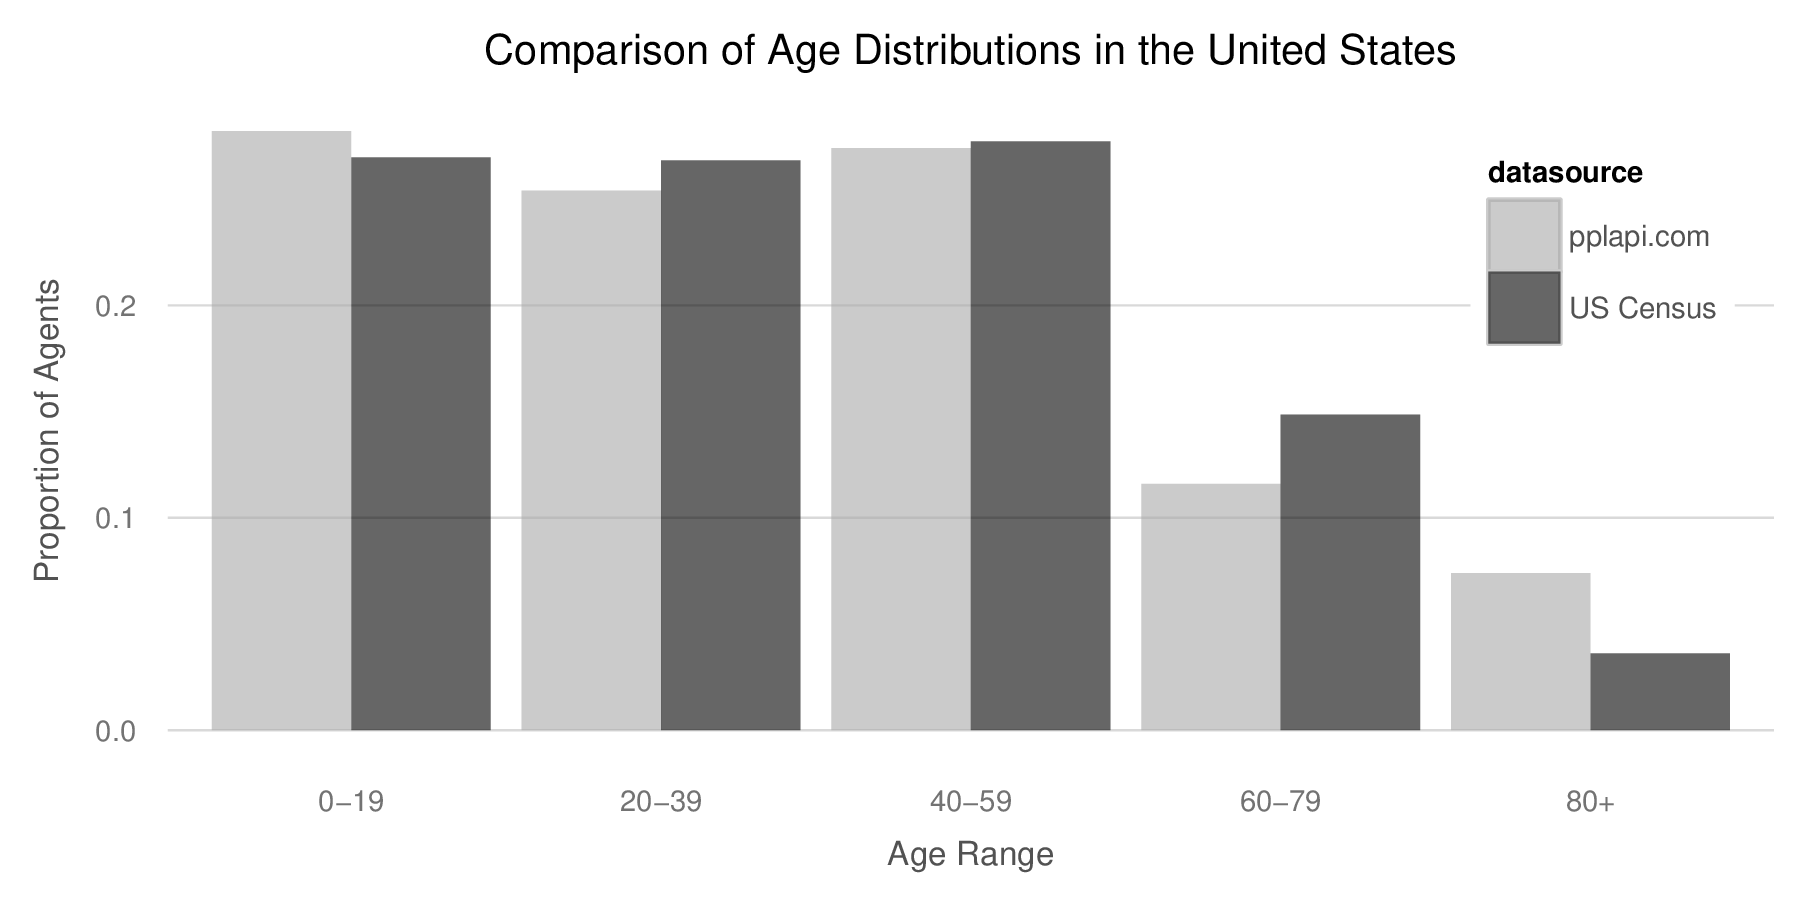 Comparison of Age Distributions in the United States
datasource
pplapi.com
US Census
Proportion of Agents
0.2
0.1
0.0
0–19 20–39 40–59 60–79 80+
Age Range